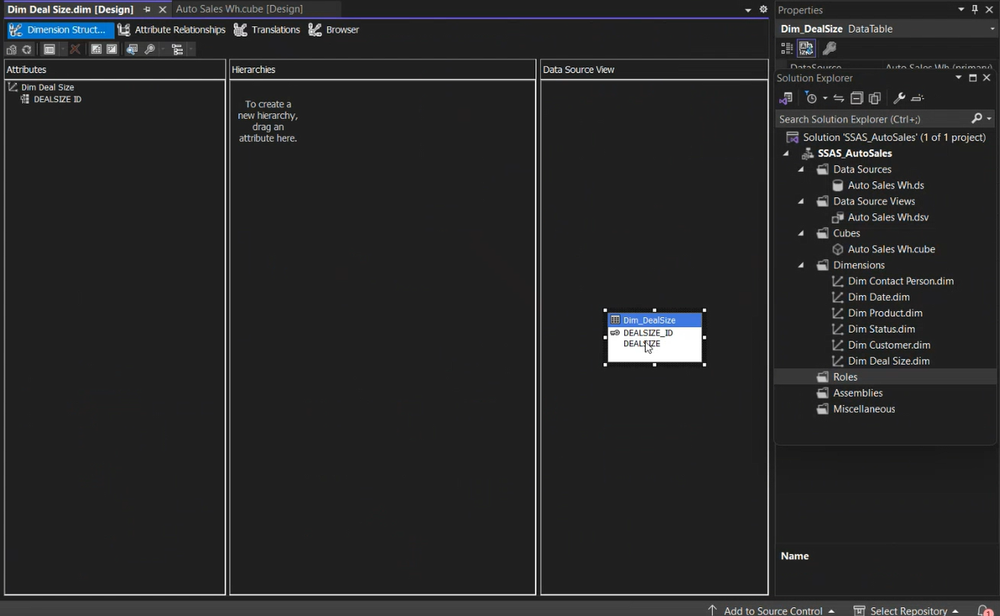 Dim Deal Size.dim [Design]
Auto Sales Wh.cube [Design]
Dimension Struct...
Attribute Relationships
Translations
Browser
Attributes
Dim Deal Size
DEALSIZE ID
Hierarchies
To create a
new hierarchy,
drag an
attribute here.
Data Source View
Dim_DealSize
DEALSIZE_ID
DEALSIZE
Properties
Dim_DealSize DataTable
DataSource Auto Sales Wh (primary)
Solution Explorer
Search Solution Explorer (Ctrl+;)
Solution 'SSAS_AutoSales' (1 of 1 project)
SSAS_AutoSales
Data Sources
Auto Sales Wh.ds
Data Source Views
Auto Sales Wh.dsv
Cubes
Auto Sales Wh.cube
Dimensions
Dim Contact Person.dim
Dim Date.dim
Dim Product.dim
Dim Status.dim
Dim Customer.dim
Dim Deal Size.dim
Roles
Assemblies
Miscellaneous
Name
Add to Source Control
Select Repository
1